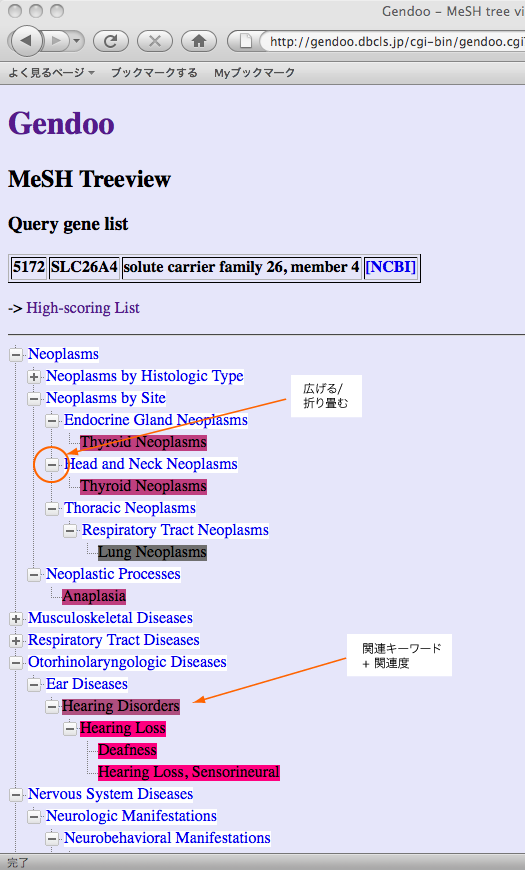 Gendoo – MeSH tree vi
http://gendoo.dbcls.jp/cgi-bin/gendoo.cgi?
よく見るページ ブックマークする Myブックマーク
Gendoo
MeSH Treeview
Query gene list
5172 SLC26A4 solute carrier family 26, member 4 [NCBI]
-> High-scoring List
Neoplasms
Neoplasms by Histologic Type
Neoplasms by Site
広げる/
折り畳む
Endocrine Gland Neoplasms
Thyroid Neoplasms
Head and Neck Neoplasms
Thyroid Neoplasms
Thoracic Neoplasms
Respiratory Tract Neoplasms
Lung Neoplasms
Neoplastic Processes
Anaplasia
Musculoskeletal Diseases
Respiratory Tract Diseases
関連キーワード
+ 関連度
Otorhinolaryngologic Diseases
Ear Diseases
Hearing Disorders
Hearing Loss
Deafness
Hearing Loss, Sensorineural
Nervous System Diseases
Neurologic Manifestations
Neurobehavioral Manifestations
完了